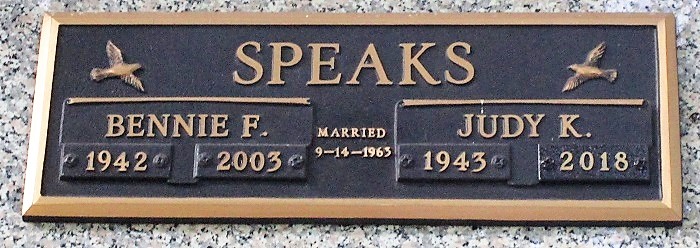 SPEAKS
BENNIE F.
1942 2003
MARRIED
9-14-1963
JUDY K.
1943 2018